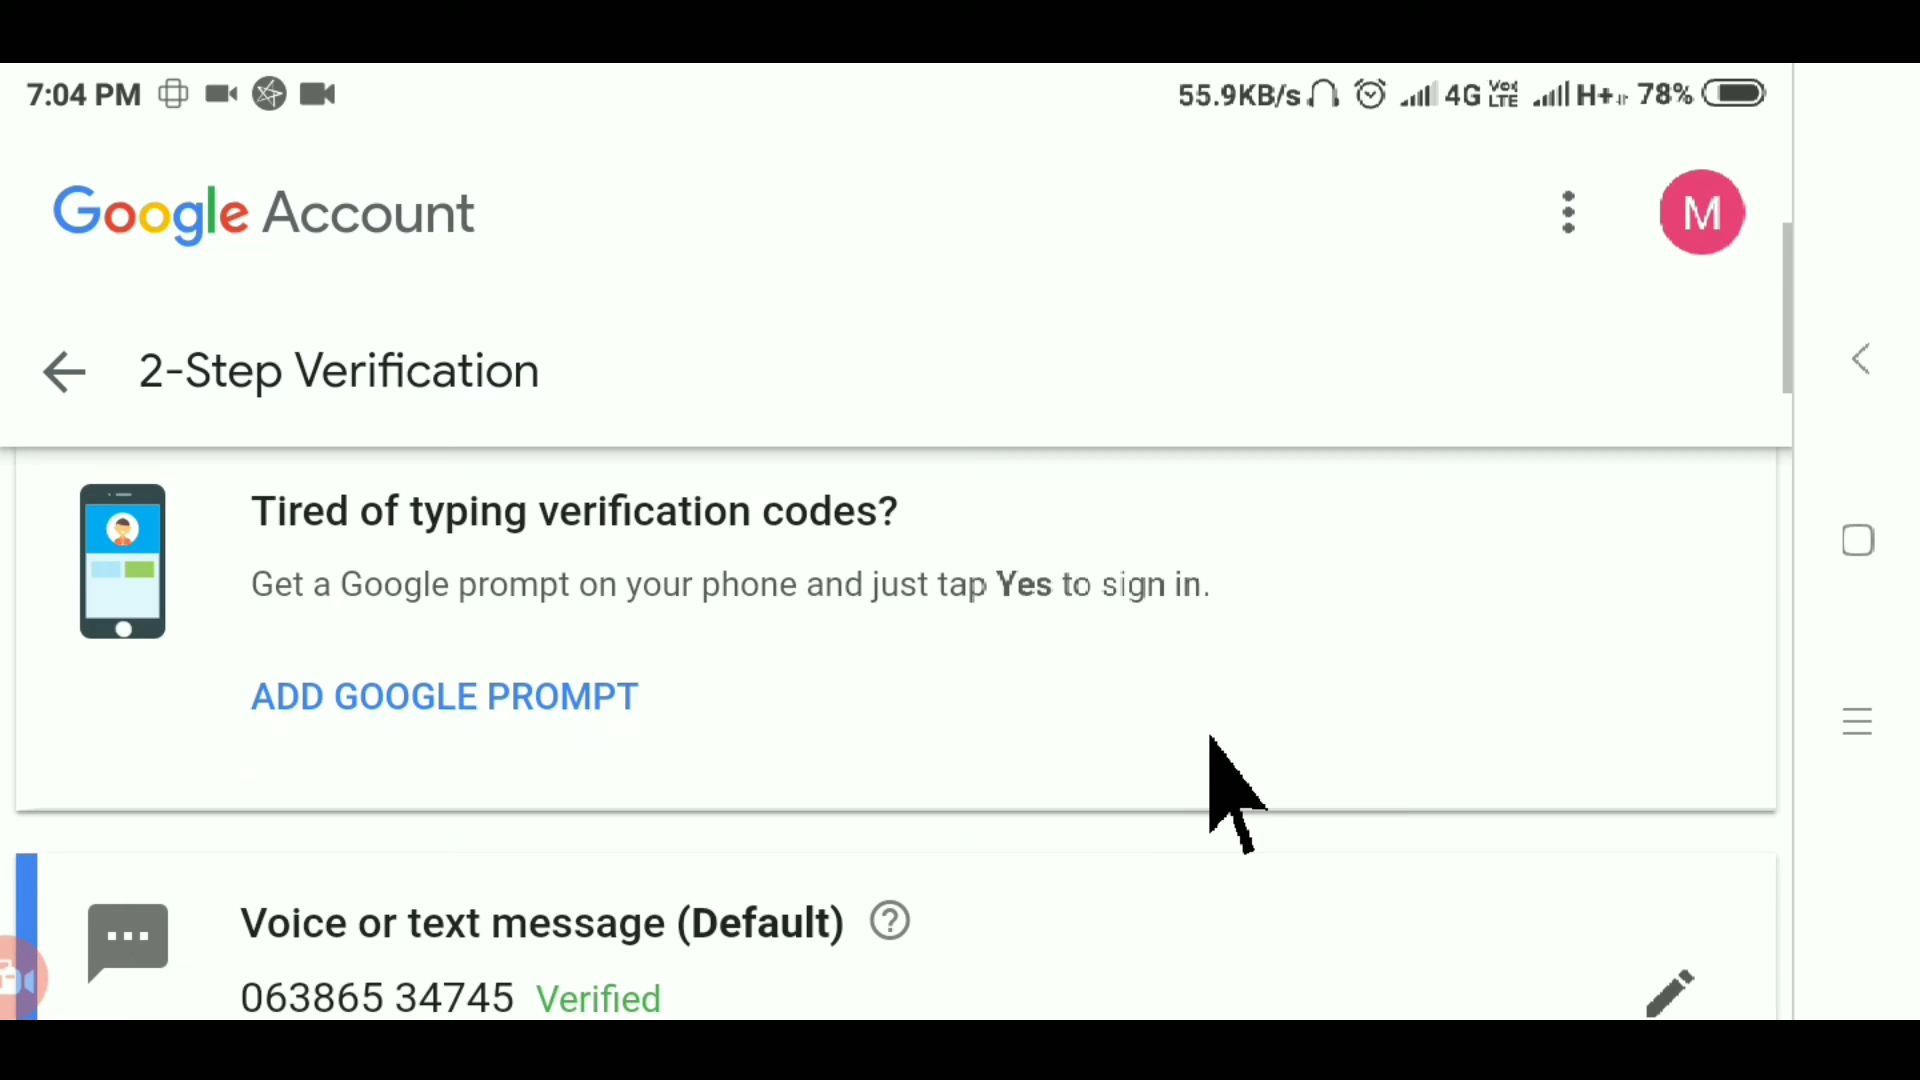 7:04 PM 55.9KB/s 4G VoLTE H+ 78%
Google Account
M
2-Step Verification
Tired of typing verification codes?
Get a Google prompt on your phone and just tap Yes to sign in.
ADD GOOGLE PROMPT
Voice or text message (Default) ?
063865 34745 Verified